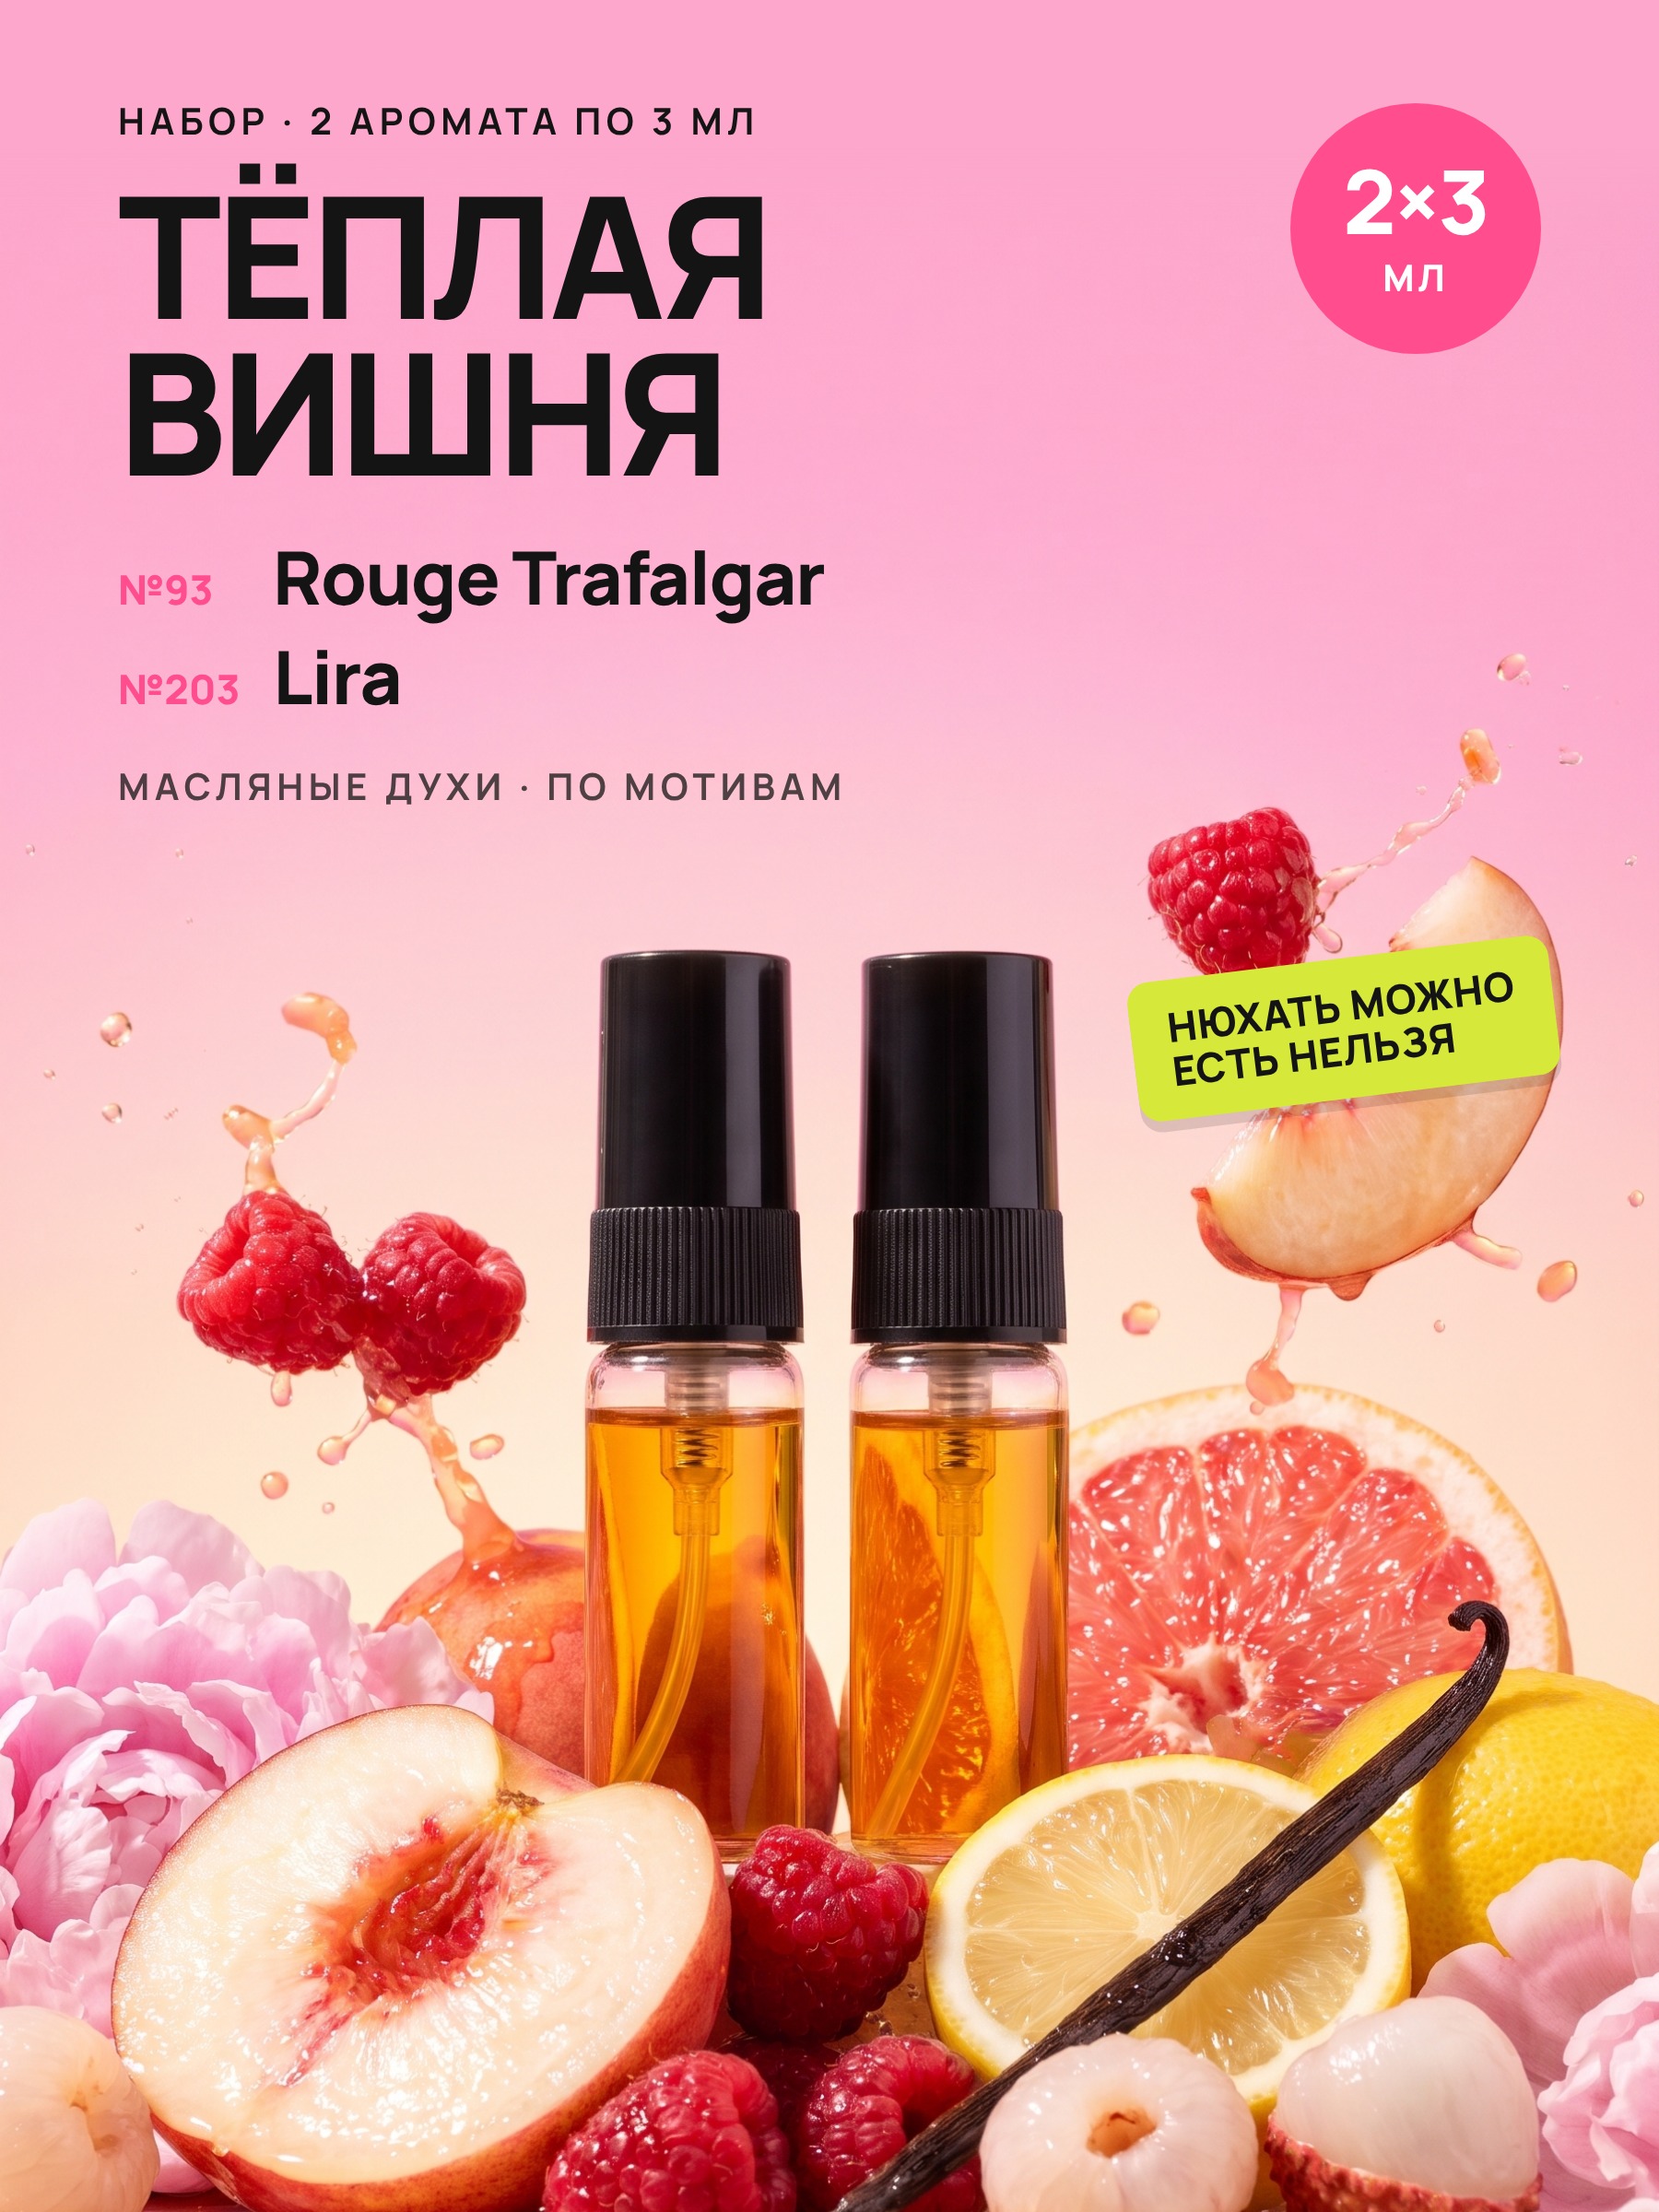 НАБОР · 2 АРОМАТА ПО 3 МЛ
ТЁПЛАЯ
ВИШНЯ
№93 Rouge Trafalgar
№203 Lira
МАСЛЯНЫЕ ДУХИ · ПО МОТИВАМ
2×3
МЛ
НЮХАТЬ МОЖНО
ЕСТЬ НЕЛЬЗЯ